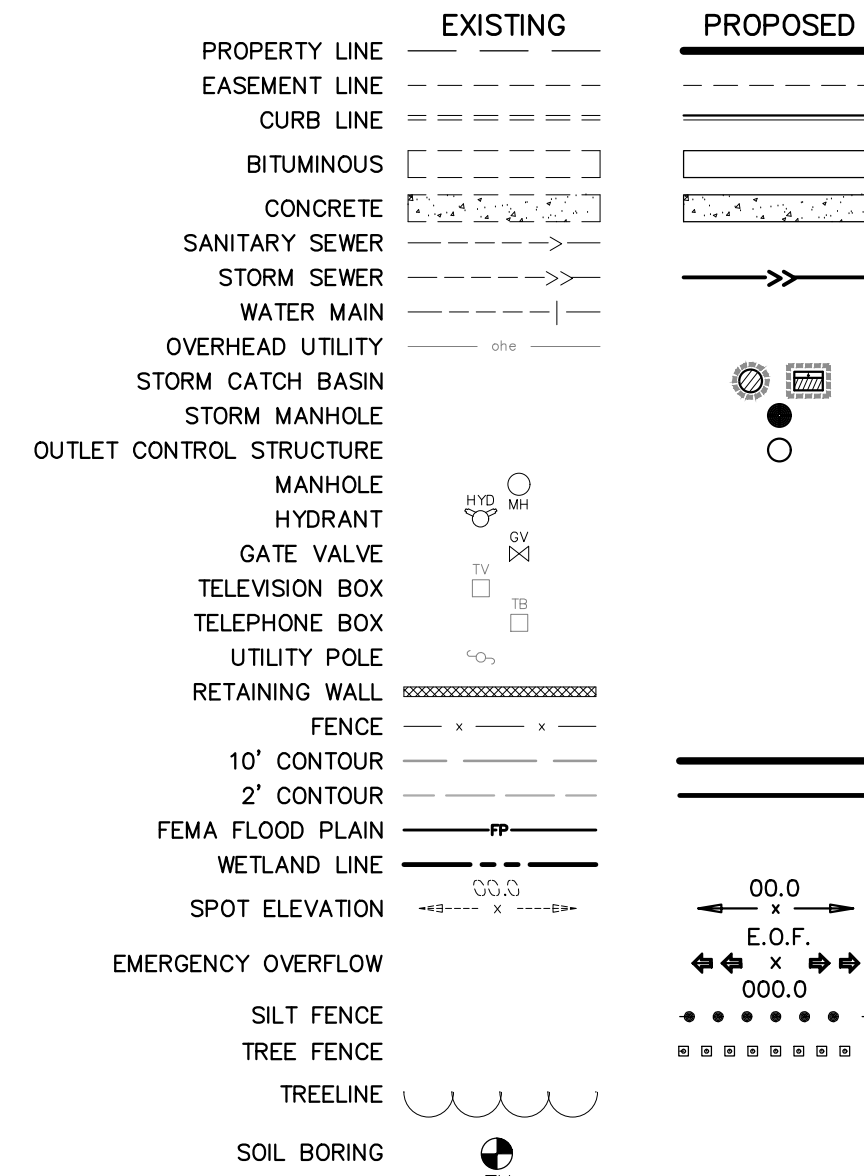 EXISTING PROPOSED
PROPERTY LINE
EASEMENT LINE
CURB LINE
BITUMINOUS
CONCRETE
SANITARY SEWER
STORM SEWER
WATER MAIN
OVERHEAD UTILITY ohe
STORM CATCH BASIN
STORM MANHOLE
OUTLET CONTROL STRUCTURE
MANHOLE
MH
HYD
HYDRANT
GV
GATE VALVE
TV
TELEVISION BOX
TB
TELEPHONE BOX
UTILITY POLE
RETAINING WALL
FENCE x x
10' CONTOUR
2' CONTOUR
FEMA FLOOD PLAIN FP
WETLAND LINE
00.0 00.0
SPOT ELEVATION x x
E.O.F.
EMERGENCY OVERFLOW x
000.0
SILT FENCE
TREE FENCE
TREELINE
SOIL BORING